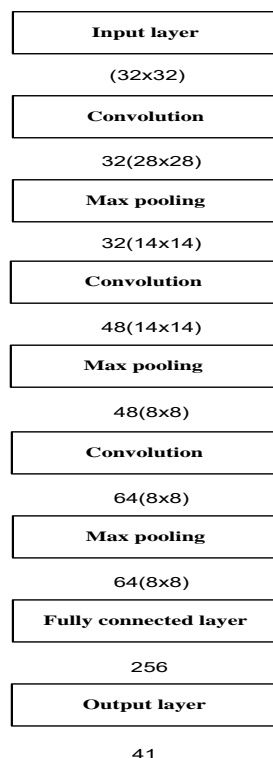 Input layer
(32x32)
Convolution
32(28x28)
Max pooling
32(14x14)
Convolution
48(14x14)
Max pooling
48(8x8)
Convolution
64(8x8)
Max pooling
64(8x8)
Fully connected layer
256
Output layer
41